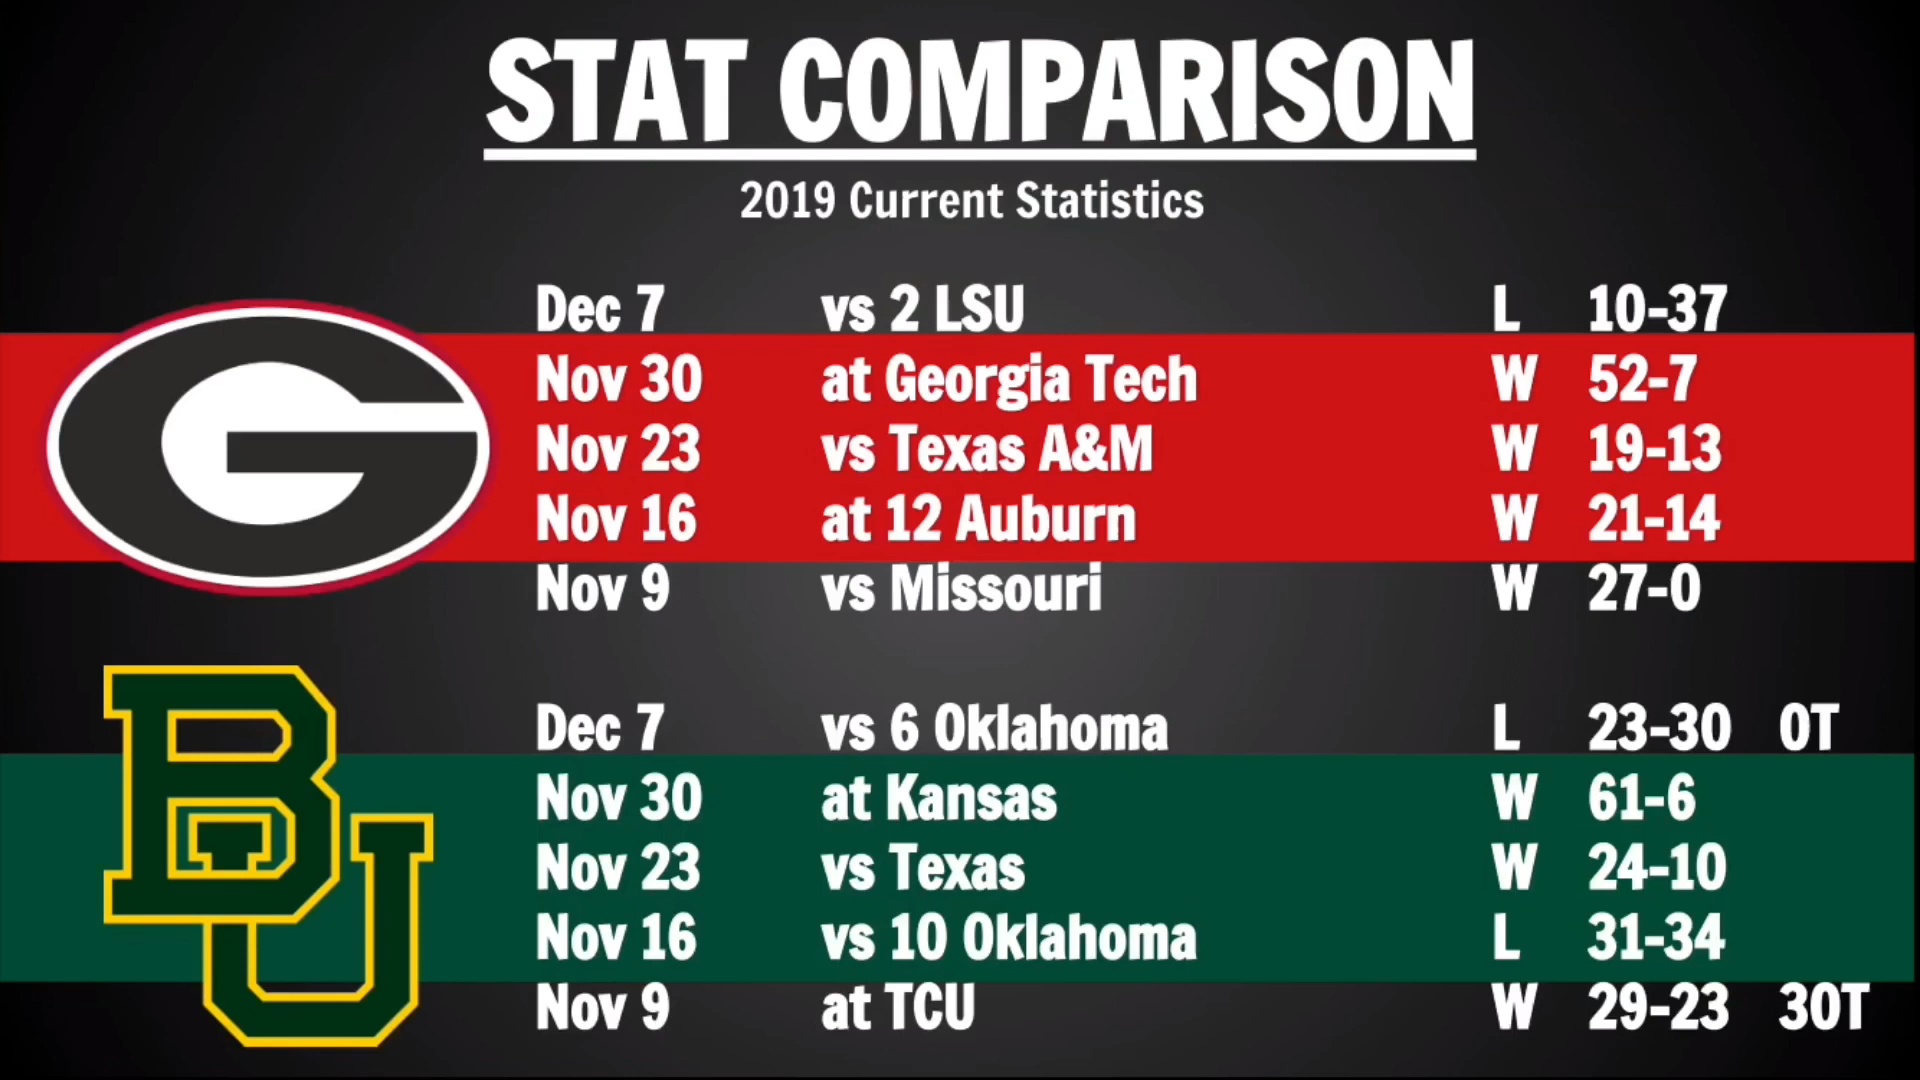 STAT COMPARISON
2019 Current Statistics
G
Dec 7 vs 2 LSU L 10-37
Nov 30 at Georgia Tech W 52-7
Nov 23 vs Texas A&M W 19-13
Nov 16 at 12 Auburn W 21-14
Nov 9 vs Missouri W 27-0
BU
Dec 7 vs 6 Oklahoma L 23-30 OT
Nov 30 at Kansas W 61-6
Nov 23 vs Texas W 24-10
Nov 16 vs 10 Oklahoma L 31-34
Nov 9 at TCU W 29-23 3OT